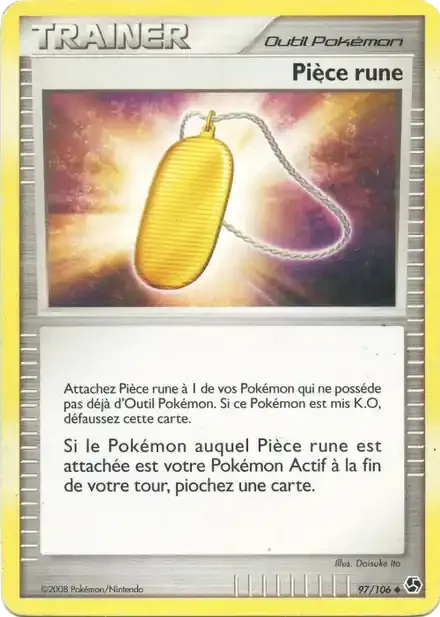 TRAINER
Outil Pokémon
Pièce rune
Attachez Pièce rune à 1 de vos Pokémon qui ne posséde
pas déjà d'Outil Pokémon. Si ce Pokémon est mis K.O,
défaussez cette carte.
Si le Pokémon auquel Pièce rune est
attachée est votre Pokémon Actif à la fin
de votre tour, piochez une carte.
Illus. Daisuke Ito
©2008 Pokémon/Nintendo
97/106